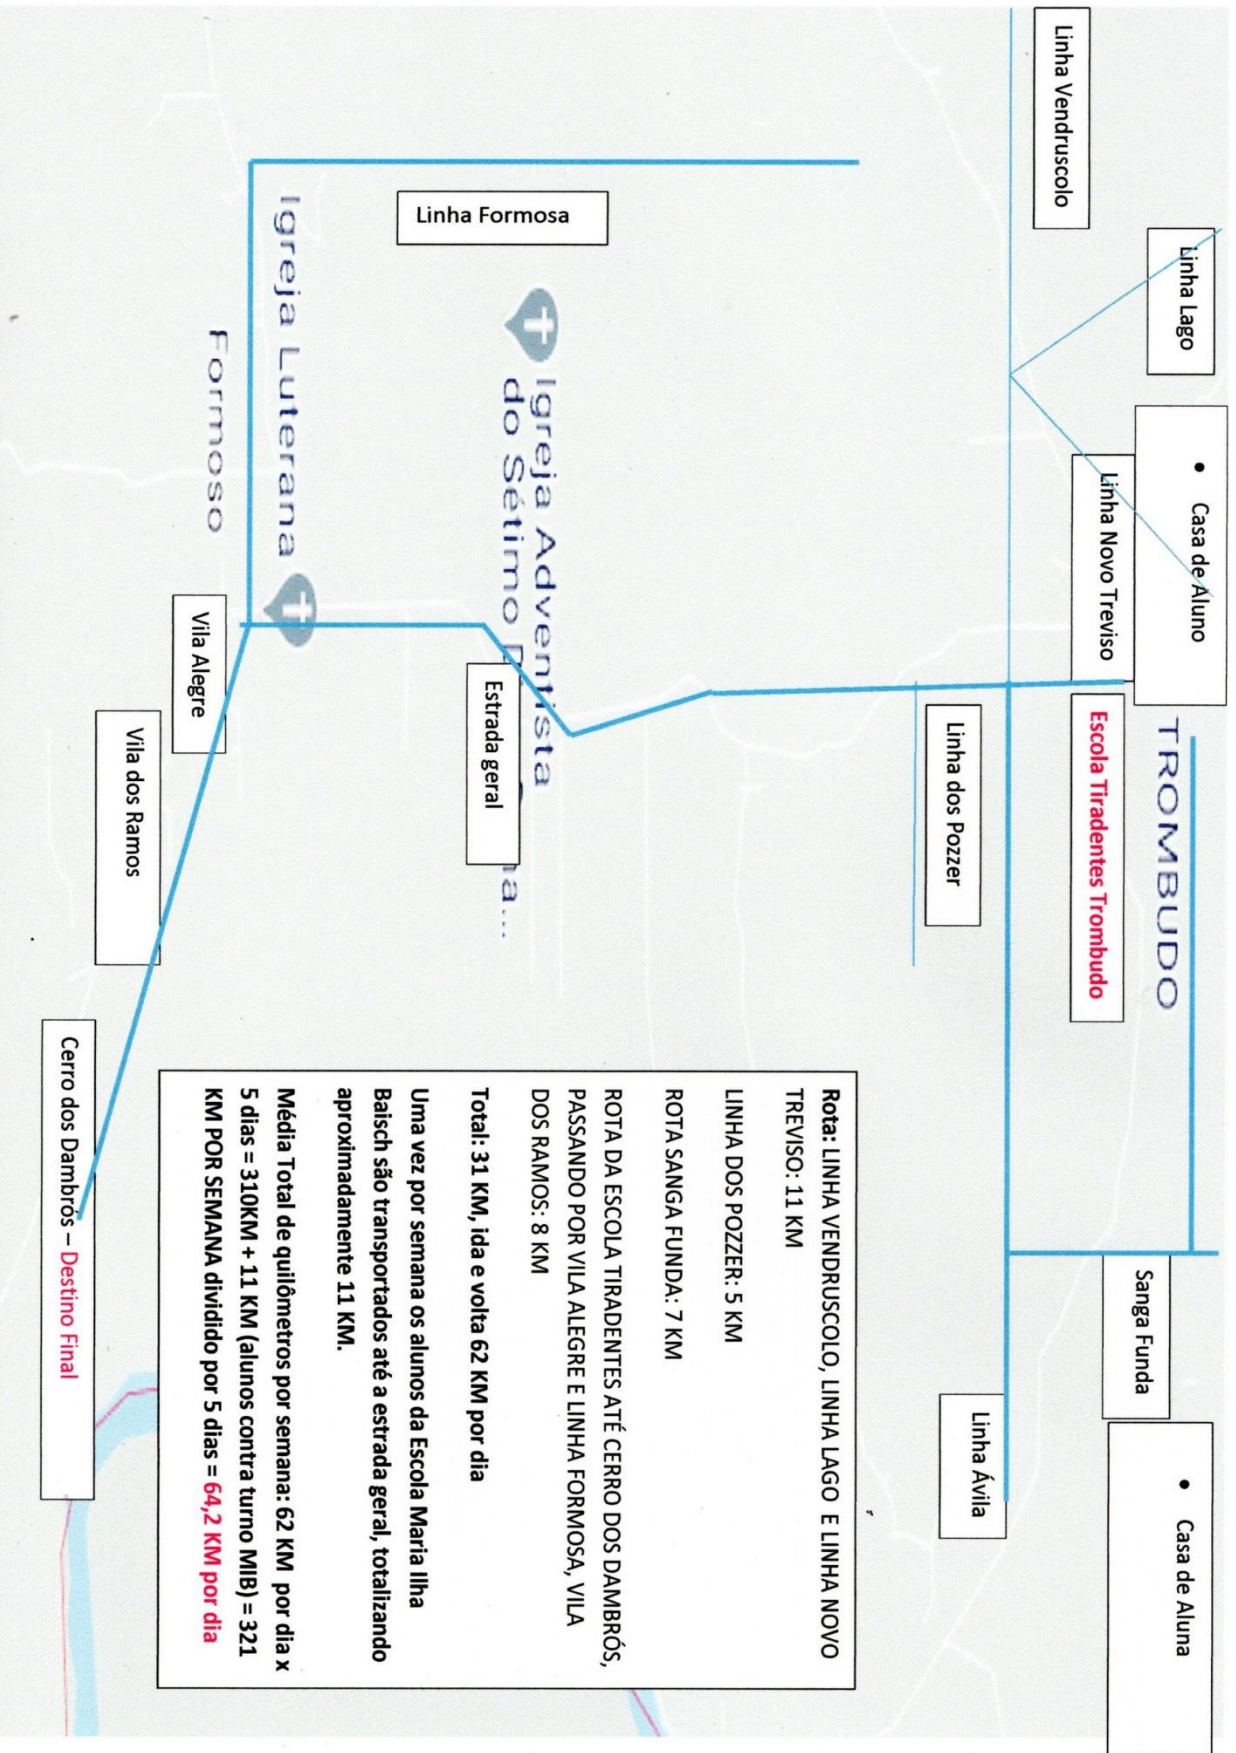 Linha Vendruscolo
Linha Lago
• Casa de Aluno
Linha Novo Treviso
TROMBUDO
Escola Tiradentes Trombudo
Linha dos Pozzer
Sanga Funda
• Casa de Aluna
Linha Ávila
Linha Formosa
Igreja Adventista
do Sétimo D
na...
Estrada geral
Igreja Luterana
Formoso
Vila Alegre
Vila dos Ramos
Cerro dos Dambrós – Destino Final
Rota: LINHA VENDRUSCOLO, LINHA LAGO E LINHA NOVO
TREVISO: 11 KM
LINHA DOS POZZER: 5 KM
ROTA SANGA FUNDA: 7 KM
ROTA DA ESCOLA TIRADENTES ATÉ CERRO DOS DAMBRÓS,
PASSANDO POR VILA ALEGRE E LINHA FORMOSA, VILA
DOS RAMOS: 8 KM
Total: 31 KM, ida e volta 62 KM por dia
Uma vez por semana os alunos da Escola Maria Ilha
Baisch são transportados até a estrada geral, totalizando
aproximadamente 11 KM.
Média Total de quilômetros por semana: 62 KM por dia x
5 dias = 310KM + 11 KM (alunos contra turno MIB) = 321
KM POR SEMANA dividido por 5 dias = 64,2 KM por dia